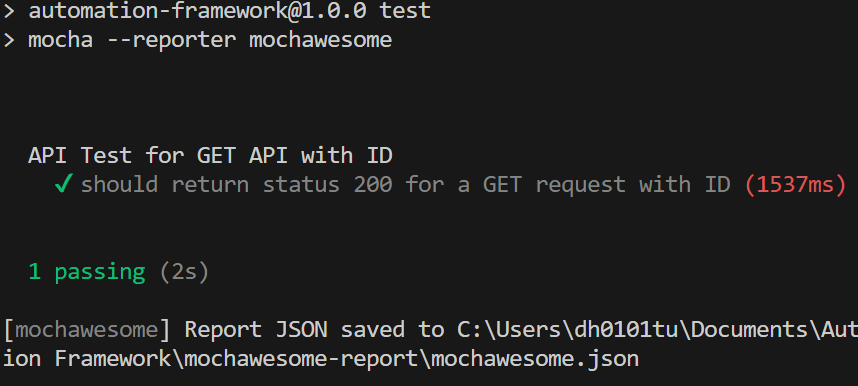 > automation-framework@1.0.0 test
> mocha --reporter mochawesome
API Test for GET API with ID
✓ should return status 200 for a GET request with ID (1537ms)
1 passing (2s)
[mochawesome] Report JSON saved to C:\Users\dh0101tu\Documents\Aut
ion Framework\mochawesome-report\mochawesome.json